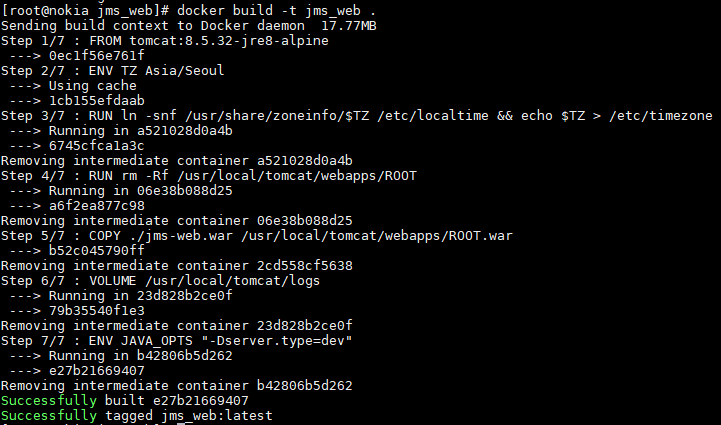 [root@nokia jms_web]# docker build -t jms_web .
Sending build context to Docker daemon  17.77MB
Step 1/7 : FROM tomcat:8.5.32-jre8-alpine
 ---> 0ec1f56e761f
Step 2/7 : ENV TZ Asia/Seoul
 ---> Using cache
 ---> 1cb155efdaab
Step 3/7 : RUN ln -snf /usr/share/zoneinfo/$TZ /etc/localtime && echo $TZ > /etc/timezone
 ---> Running in a521028d0a4b
 ---> 6745cfca1a3c
Removing intermediate container a521028d0a4b
Step 4/7 : RUN rm -Rf /usr/local/tomcat/webapps/ROOT
 ---> Running in 06e38b088d25
 ---> a6f2ea877c98
Removing intermediate container 06e38b088d25
Step 5/7 : COPY ./jms-web.war /usr/local/tomcat/webapps/ROOT.war
 ---> b52c045790ff
Removing intermediate container 2cd558cf5638
Step 6/7 : VOLUME /usr/local/tomcat/logs
 ---> Running in 23d828b2ce0f
 ---> 79b35540f1e3
Removing intermediate container 23d828b2ce0f
Step 7/7 : ENV JAVA_OPTS "-Dserver.type=dev"
 ---> Running in b42806b5d262
 ---> e27b21669407
Removing intermediate container b42806b5d262
Successfully built e27b21669407
Successfully tagged jms_web:latest